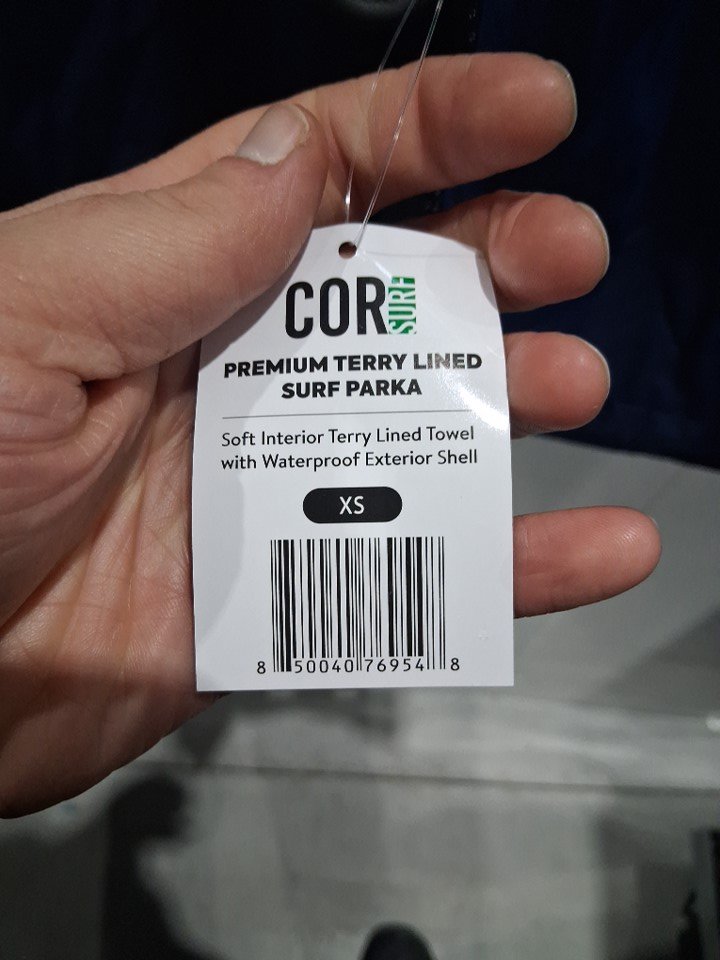 COR SURF
PREMIUM TERRY LINED
SURF PARKA
Soft Interior Terry Lined Towel
with Waterproof Exterior Shell
XS
8 50040 76954 8